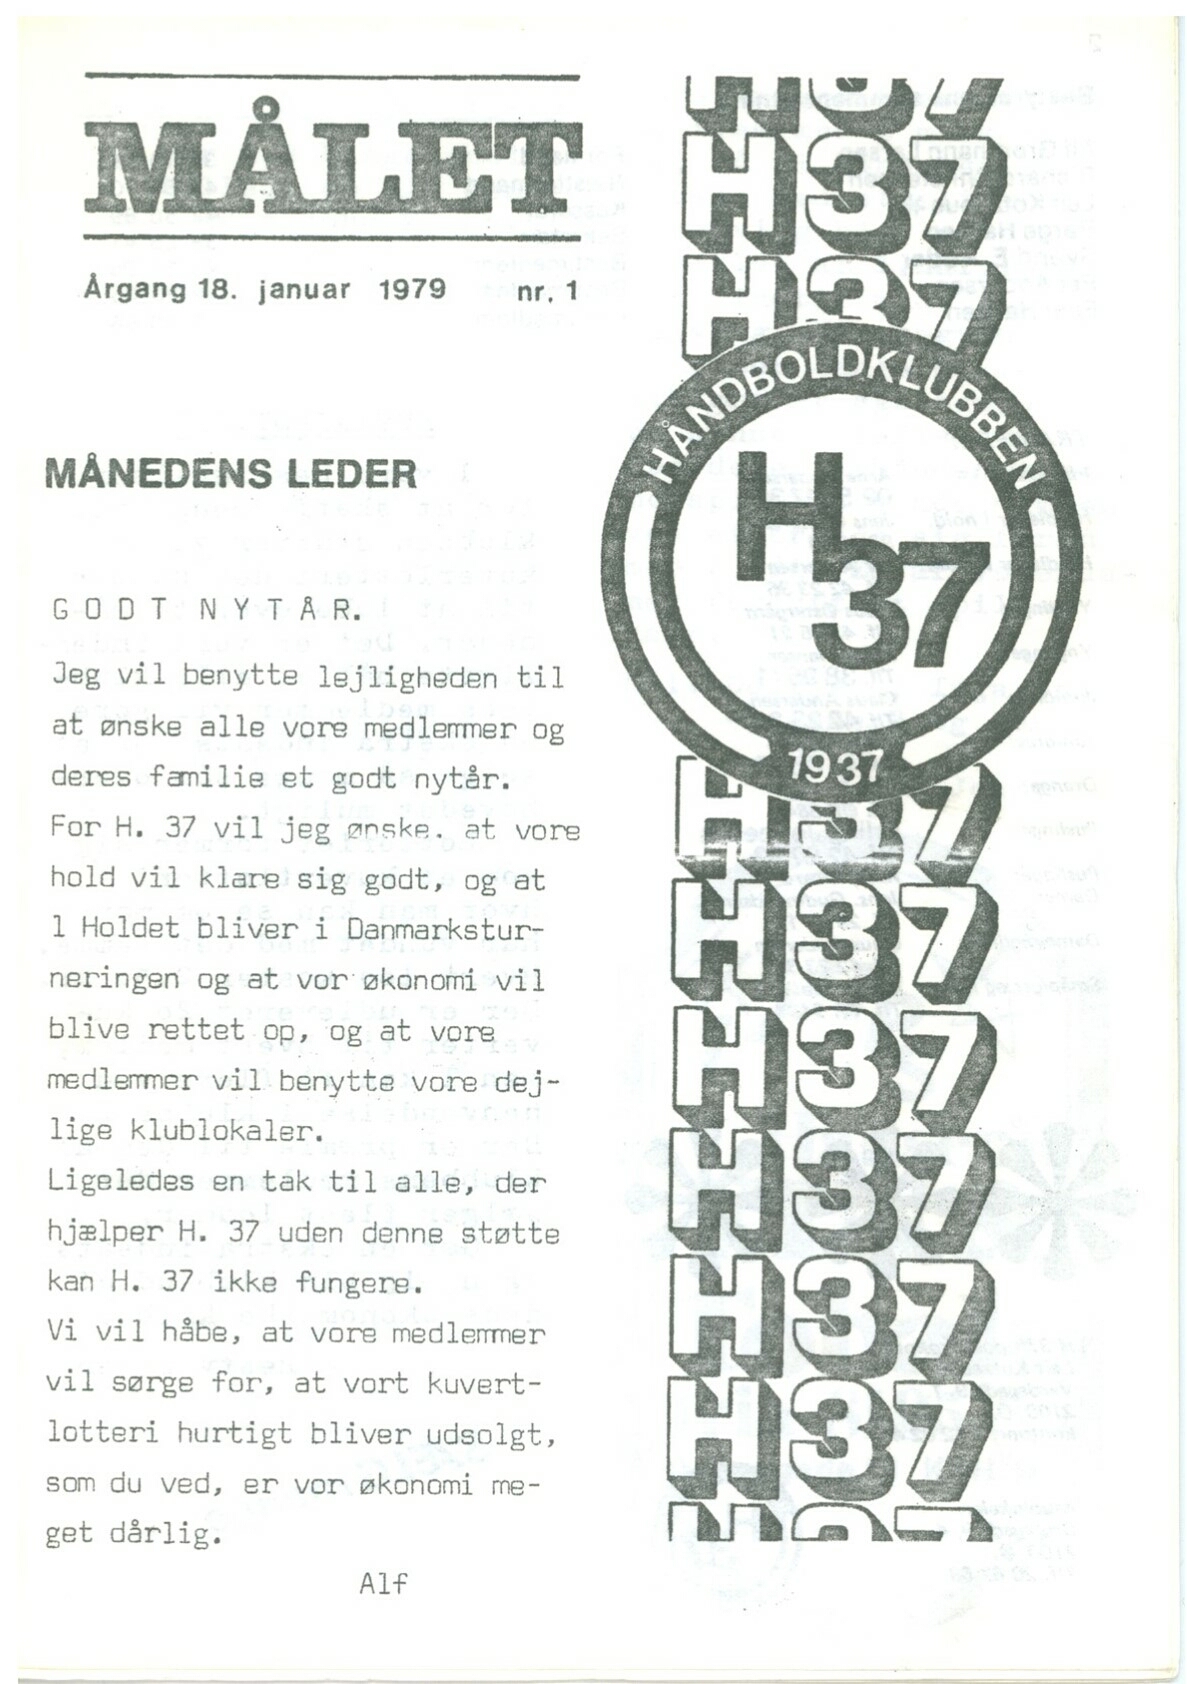 MÅLET
Årgang 18. januar 1979 nr. 1
MÅNEDENS LEDER
GODT NYTÅR.
Jeg vil benytte lejligheden til
at ønske alle vore medlemmer og
deres familie et godt nytår.
For H. 37 vil jeg ønske. at vore
hold vil klare sig godt, og at
l Holdet bliver i Danmarkstur-
neringen og at vor økonomi vil
blive rettet op, og at vore
medlemmer vil benytte vore dej-
lige klublokaler.
Ligeledes en tak til alle, der
hjælper H. 37 uden denne støtte
kan H. 37 ikke fungere.
Vi vil håbe, at vore medlemmer
vil sørge for, at vort kuvert-
lotteri hurtigt bliver udsolgt,
som du ved, er vor økonomi me-
get dårlig.
Alf
H37
H37
H37
HÅNDBOLDKLUBBEN
H37
1937
H37
H37
H37
H37
H37
H37
H37